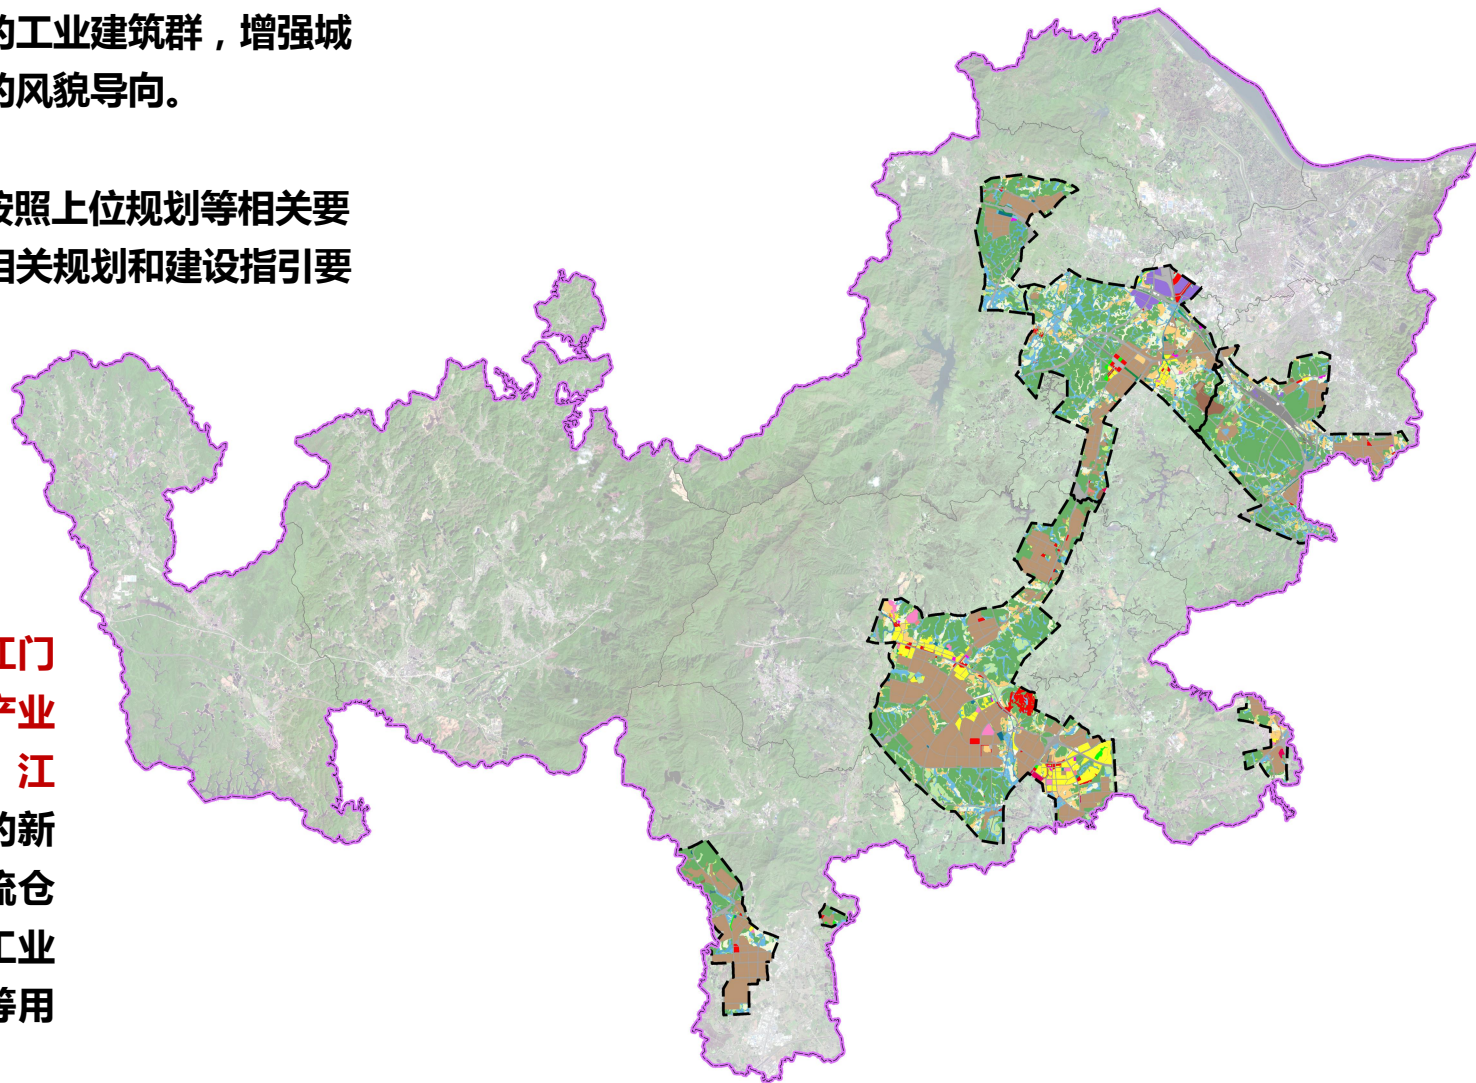 的工业建筑群，增强城
的风貌导向。
按照上位规划等相关要
相关规划和建设指引要
江门
产业
江
的新
流仓
工业
等用